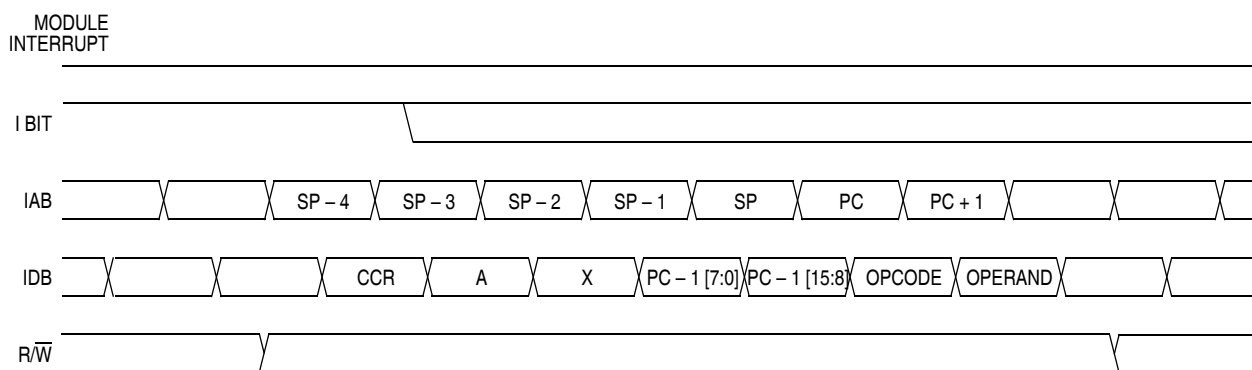 MODULE
INTERRUPT
I BIT
IAB SP – 4 SP – 3 SP – 2 SP – 1 SP PC PC + 1
IDB CCR A X PC – 1 [7:0] PC – 1 [15:8] OPCODE OPERAND
R/W̅